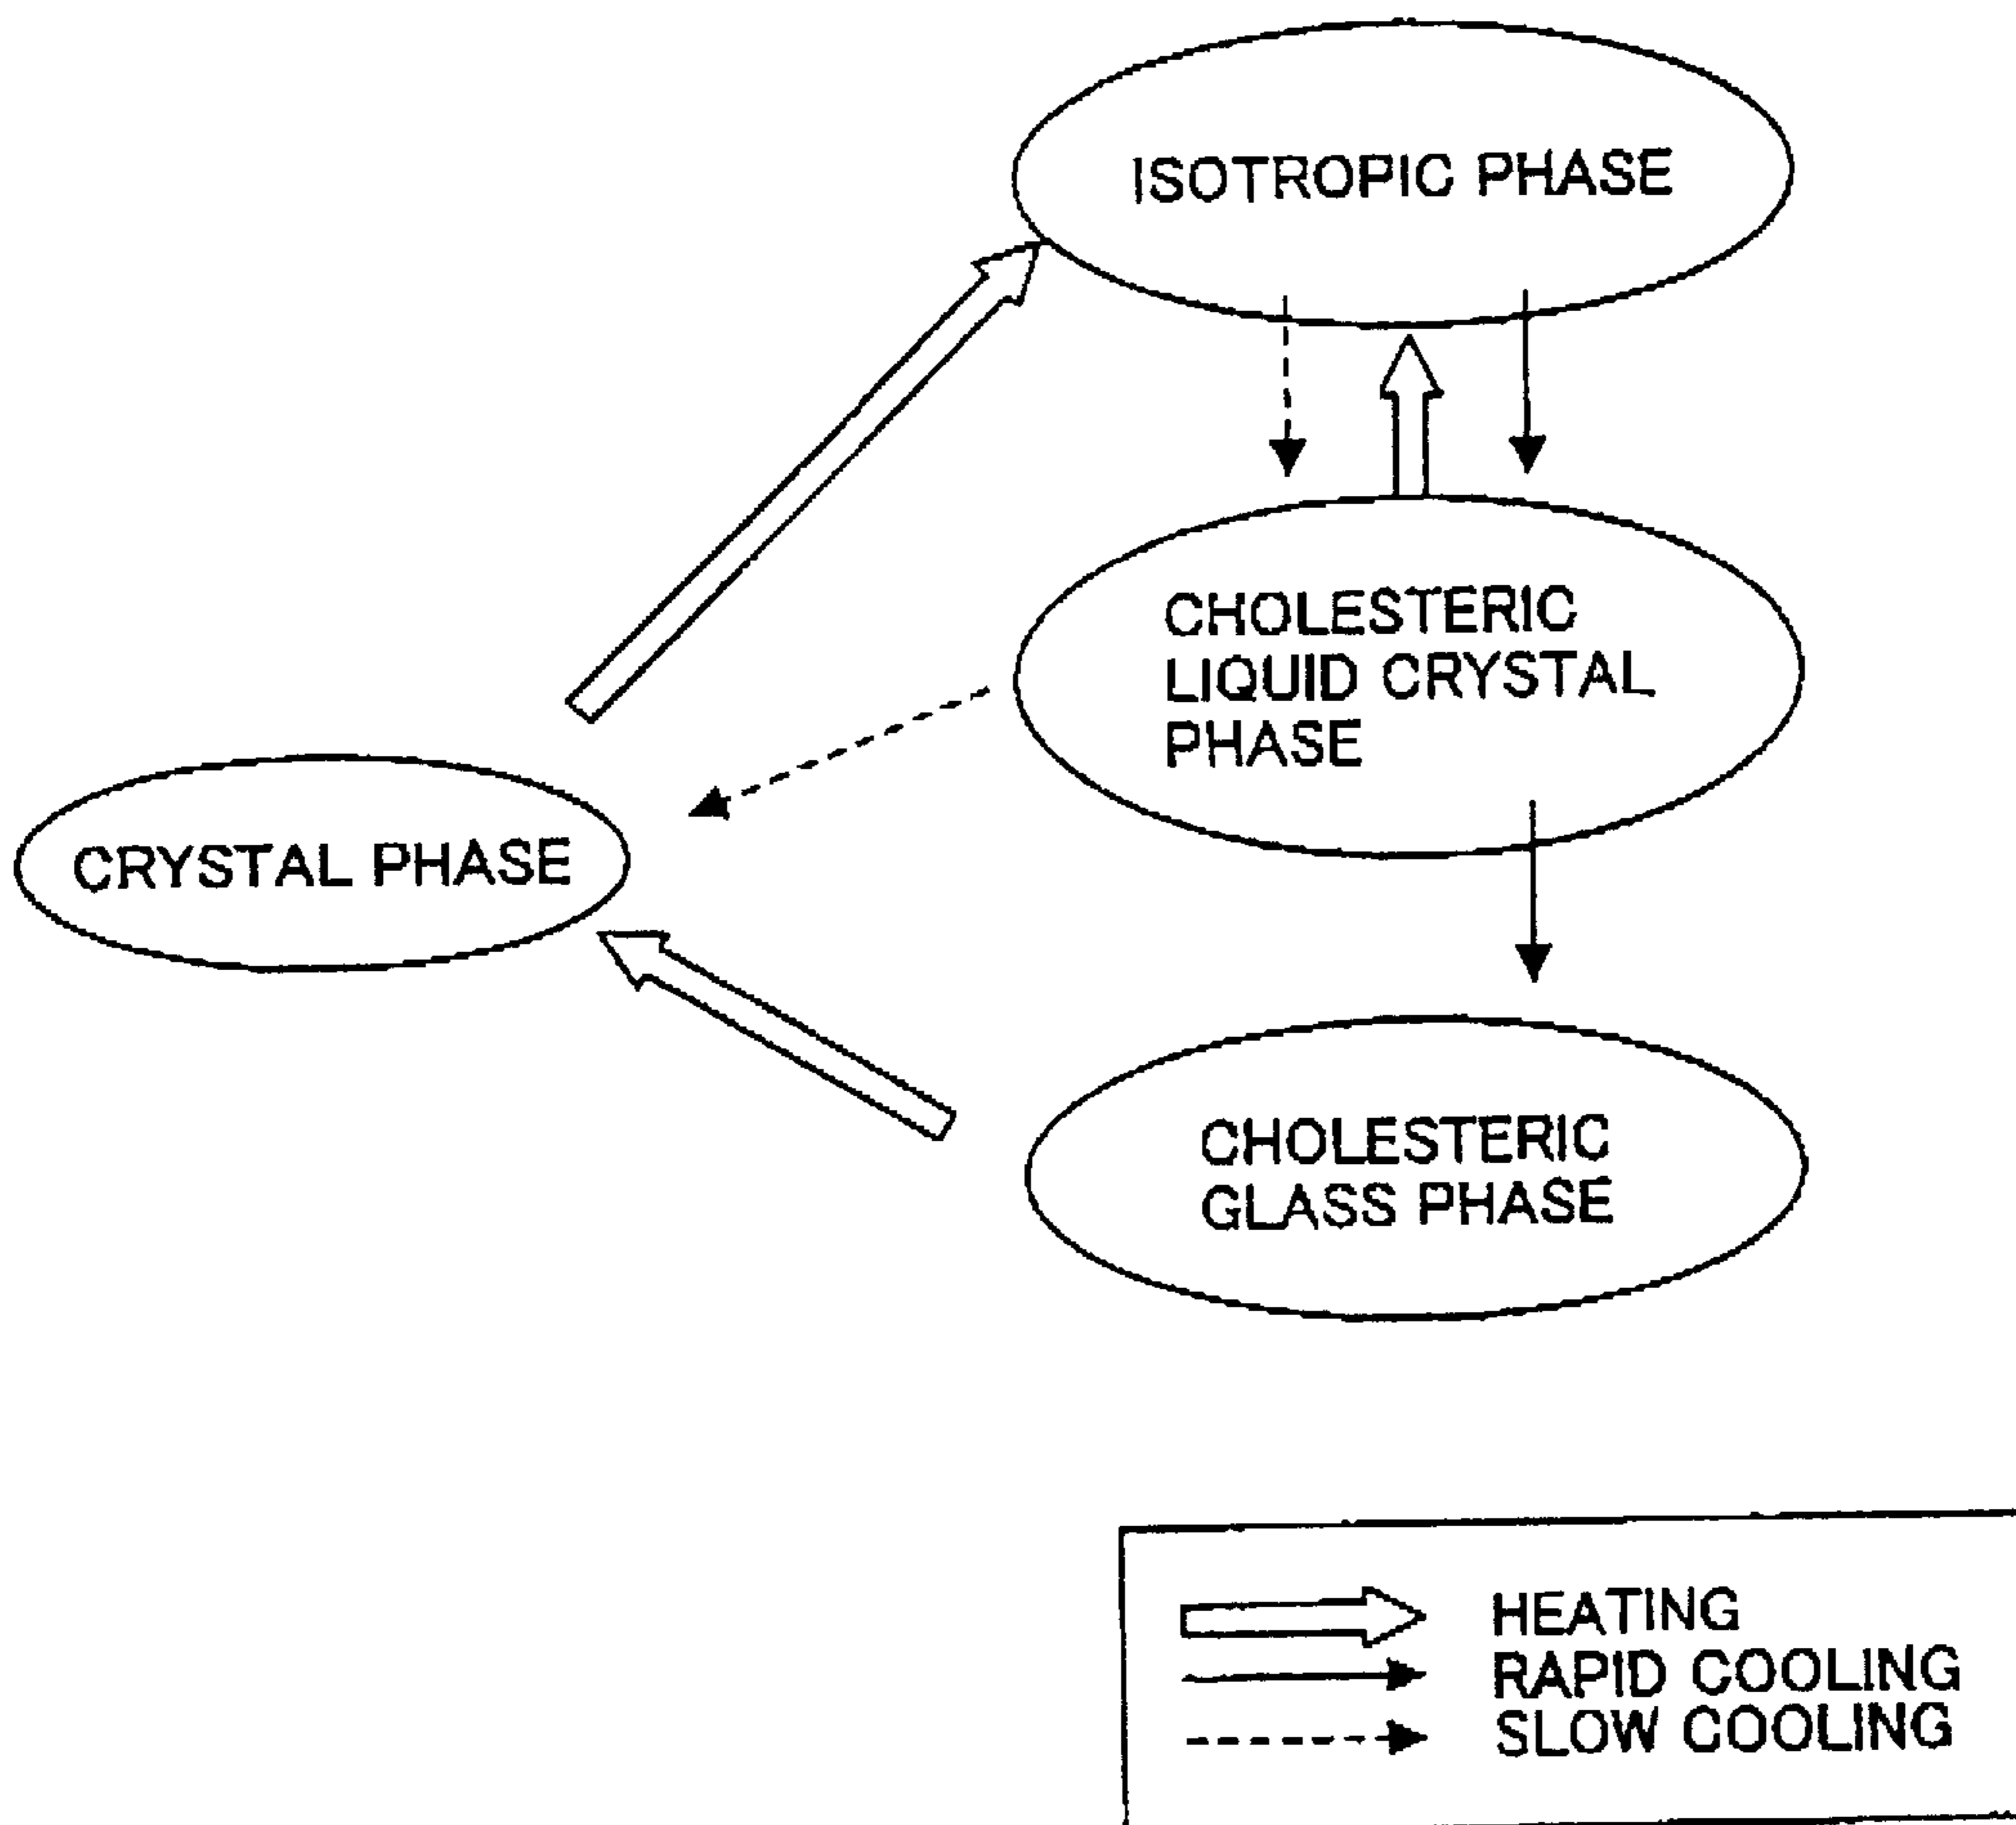 ISOTROPIC PHASE
CHOLESTERIC
LIQUID CRYSTAL
PHASE
CRYSTAL PHASE
CHOLESTERIC
GLASS PHASE
HEATING
RAPID COOLING
SLOW COOLING